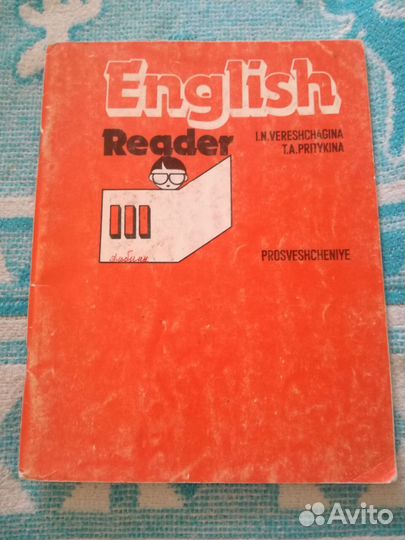 English
Reader
I.N.VERESHCHAGINA
T.A.PRITYKINA
III
PROSVESHCHENIYE
Avito